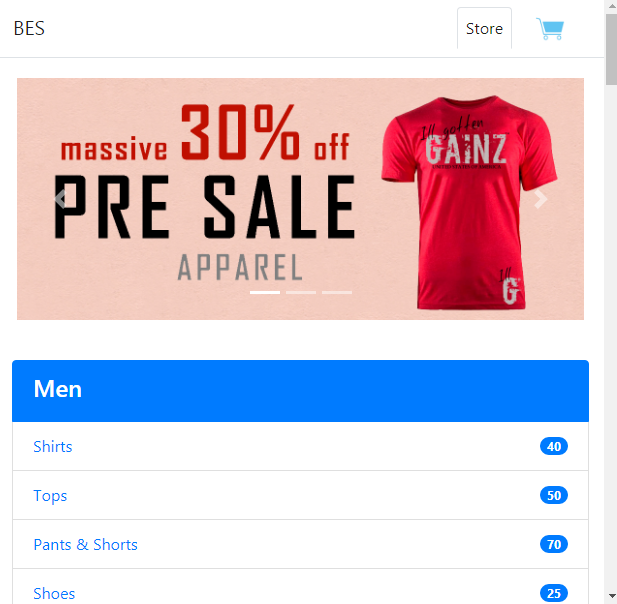 BES
Store
massive 30% off
PRE SALE
APPAREL
Ill gotten
GAINZ
Ill
G
Men
Shirts 40
Tops 50
Pants & Shorts 70
Shoes 25